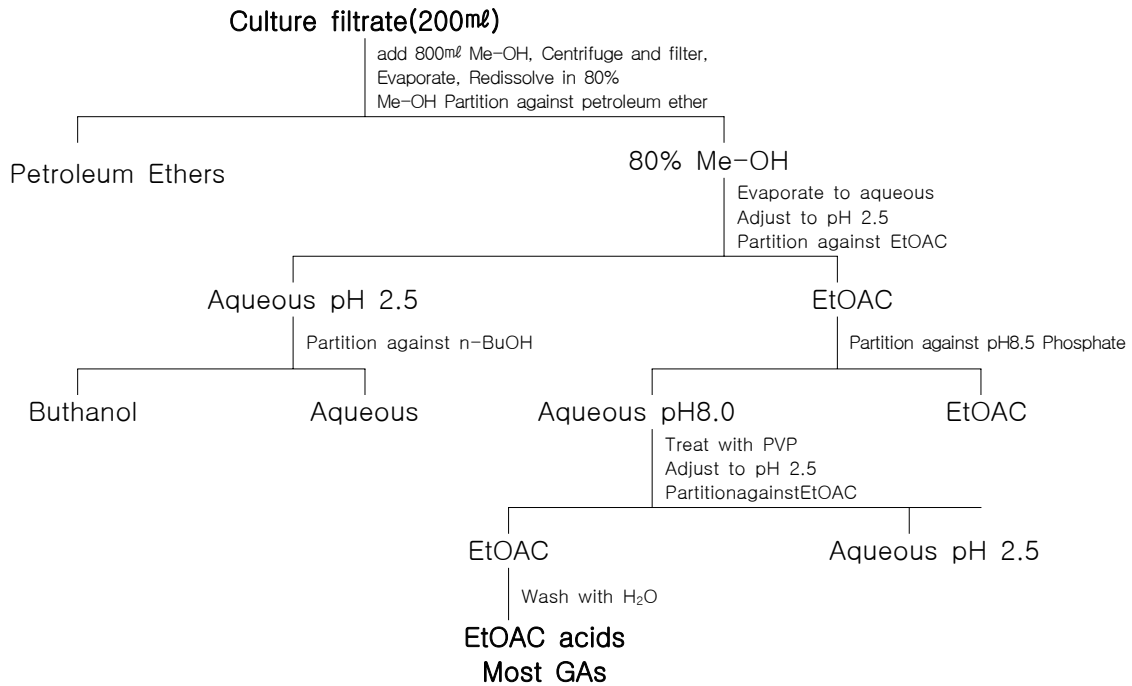 Culture filtrate(200㎖)
add 800㎖ Me-OH, Centrifuge and filter,
Evaporate, Redissolve in 80%
Me-OH Partition against petroleum ether
Petroleum Ethers
80% Me-OH
Evaporate to aqueous
Adjust to pH 2.5
Partition against EtOAC
Aqueous pH 2.5
EtOAC
Partition against n-BuOH
Partition against pH8.5 Phosphate
Buthanol
Aqueous
Aqueous pH8.0
EtOAC
Treat with PVP
Adjust to pH 2.5
PartitionagainstEtOAC
EtOAC
Aqueous pH 2.5
Wash with H₂O
EtOAC acids
Most GAs